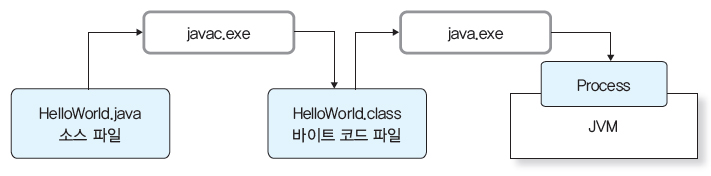 javac.exe
java.exe
HelloWorld.java
소스 파일
HelloWorld.class
바이트 코드 파일
Process
JVM